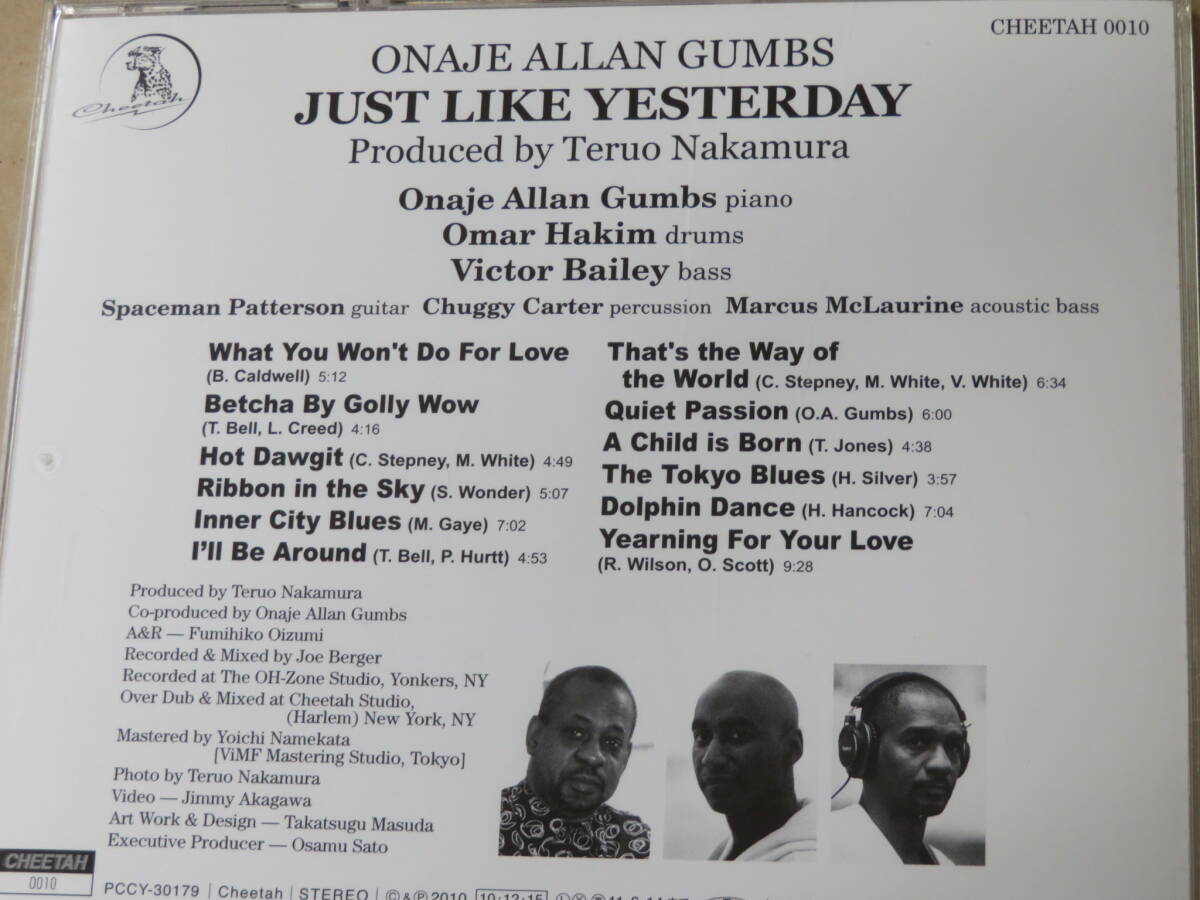 Cheetah
CHEETAH 0010
ONAJE ALLAN GUMBS
JUST LIKE YESTERDAY
Produced by Teruo Nakamura
Onaje Allan Gumbs piano
Omar Hakim drums
Victor Bailey bass
Spaceman Patterson guitar Chuggy Carter percussion Marcus McLaurine acoustic bass
What You Won't Do For Love
(B. Caldwell) 5:12
Betcha By Golly Wow
(T. Bell, L. Creed) 4:16
Hot Dawgit (C. Stepney, M. White) 4:49
Ribbon in the Sky (S. Wonder) 5:07
Inner City Blues (M. Gaye) 7:02
I'll Be Around (T. Bell, P. Hurtt) 4:53
That's the Way of
the World (C. Stepney, M. White, V. White) 6:34
Quiet Passion (O.A. Gumbs) 6:00
A Child is Born (T. Jones) 4:38
The Tokyo Blues (H. Silver) 3:57
Dolphin Dance (H. Hancock) 7:04
Yearning For Your Love
(R. Wilson, O. Scott) 9:28
Produced by Teruo Nakamura
Co-produced by Onaje Allan Gumbs
A&R — Fumihiko Oizumi
Recorded & Mixed by Joe Berger
Recorded at The OH-Zone Studio, Yonkers, NY
Over Dub & Mixed at Cheetah Studio,
(Harlem) New York, NY
Mastered by Yoichi Namekata
[ViMF Mastering Studio, Tokyo]
Photo by Teruo Nakamura
Video — Jimmy Akagawa
Art Work & Design — Takatsugu Masuda
Executive Producer — Osamu Sato
CHEETAH
0010
PCCY-30179 | Cheetah | STEREO | ©&℗2010 10·12·15